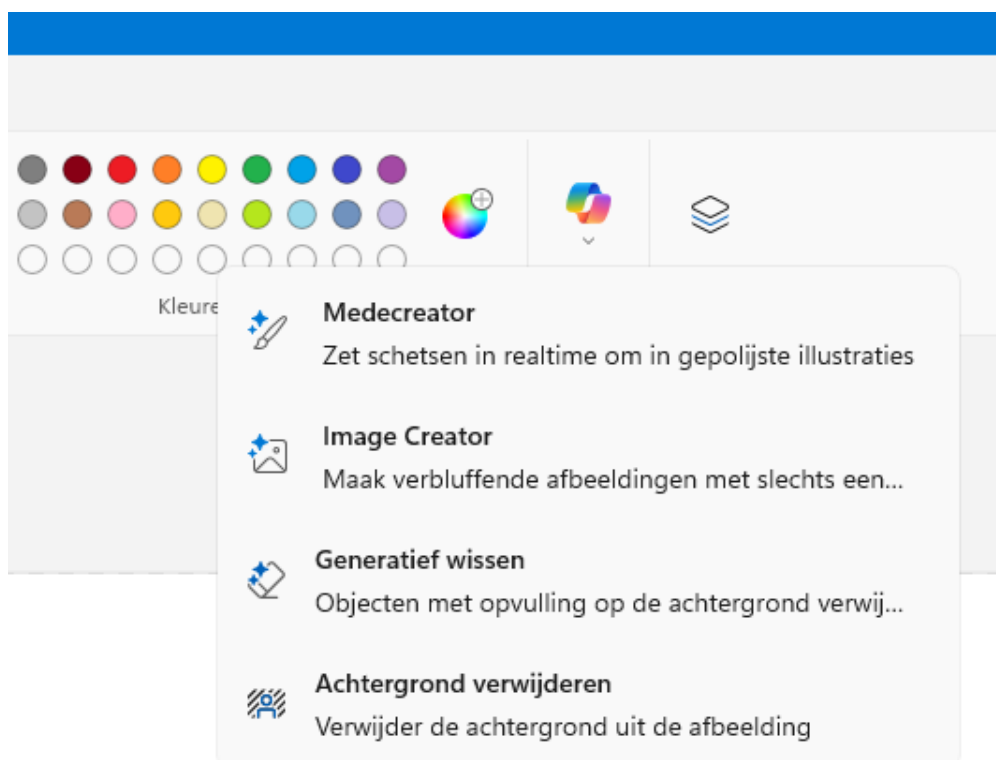 Kleure
Medecreator
Zet schetsen in realtime om in gepolijste illustraties
Image Creator
Maak verbluffende afbeeldingen met slechts een...
Generatief wissen
Objecten met opvulling op de achtergrond verwij...
Achtergrond verwijderen
Verwijder de achtergrond uit de afbeelding